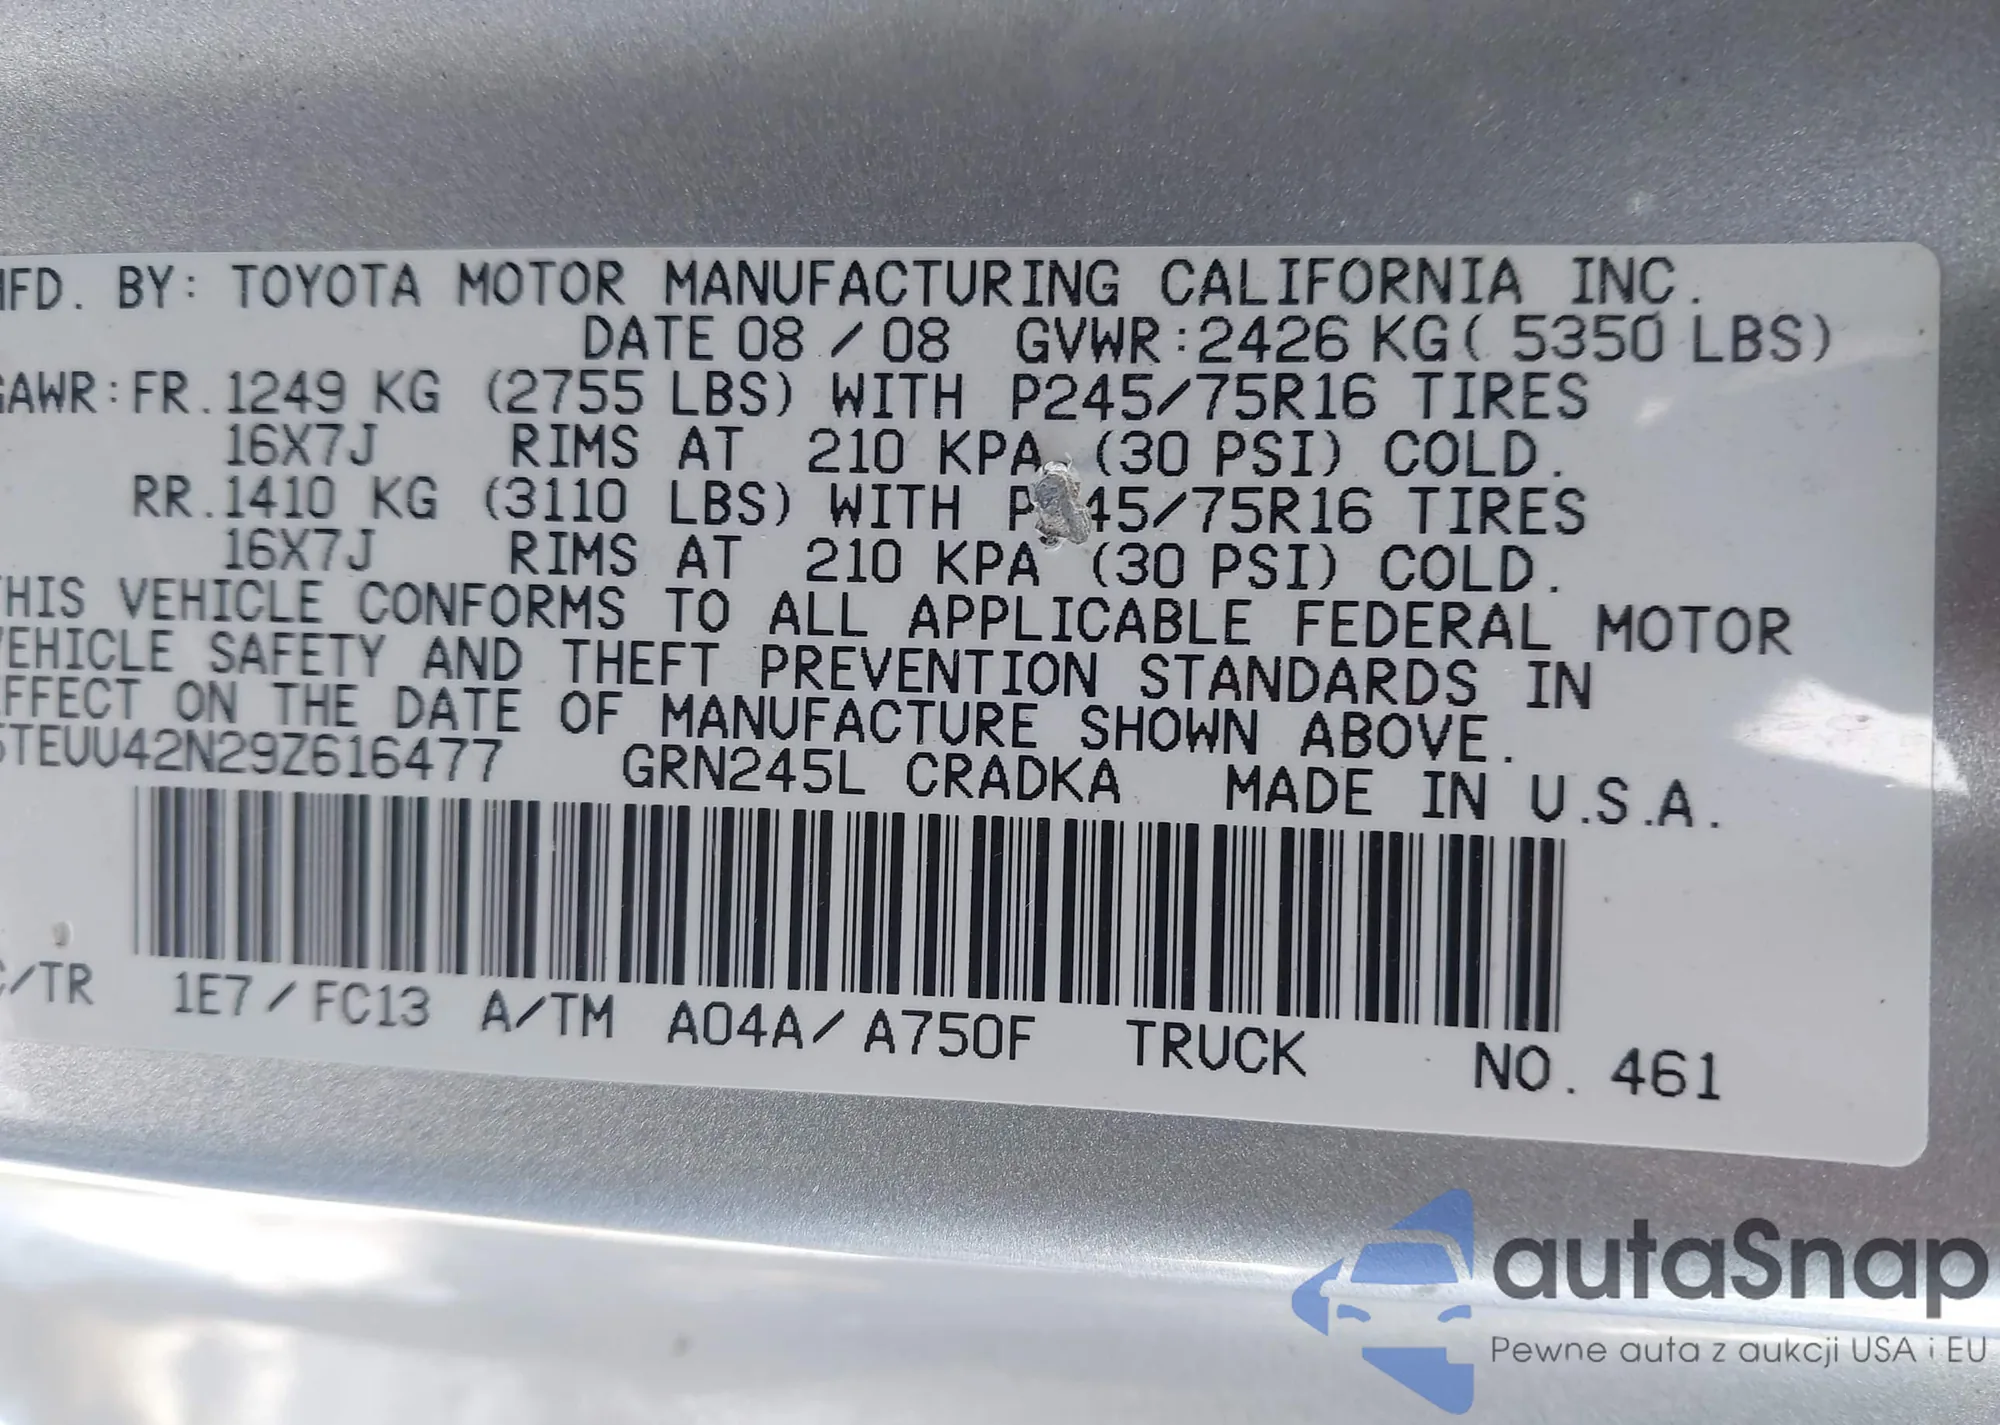 MFD. BY: TOYOTA MOTOR MANUFACTURING CALIFORNIA INC.
DATE 08 / 08 GVWR:2426 KG( 5350 LBS)
GAWR:FR.1249 KG (2755 LBS) WITH P245/75R16 TIRES
16X7J RIMS AT 210 KPA (30 PSI) COLD.
RR.1410 KG (3110 LBS) WITH P245/75R16 TIRES
16X7J RIMS AT 210 KPA (30 PSI) COLD.
THIS VEHICLE CONFORMS TO ALL APPLICABLE FEDERAL MOTOR
VEHICLE SAFETY AND THEFT PREVENTION STANDARDS IN
EFFECT ON THE DATE OF MANUFACTURE SHOWN ABOVE.
5TEUU42N29Z616477 GRN245L CRADKA MADE IN U.S.A.
C/TR 1E7 / FC13 A/TM A04A/ A750F TRUCK NO. 461
autaSnap
Pewne auta z aukcji USA i EU